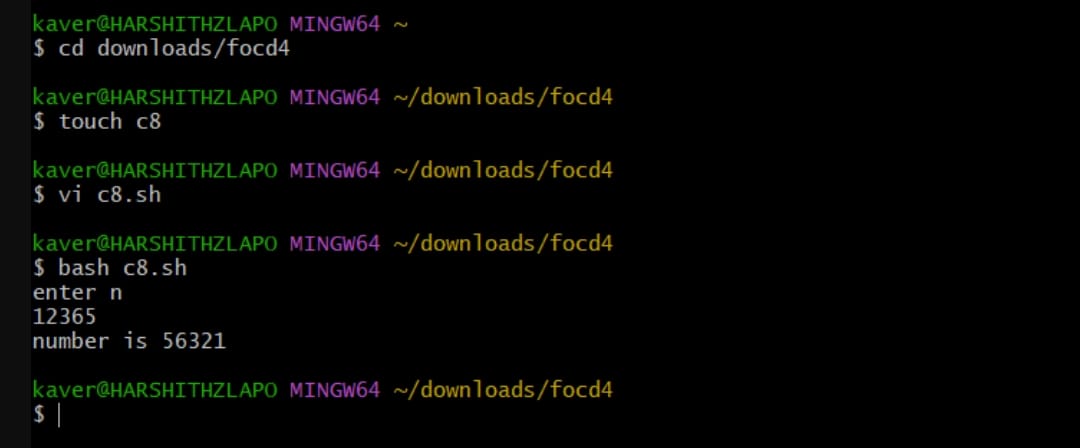 kaver@HARSHITHZLAPO MINGW64 ~
$ cd downloads/focd4
kaver@HARSHITHZLAPO MINGW64 ~/downloads/focd4
$ touch c8
kaver@HARSHITHZLAPO MINGW64 ~/downloads/focd4
$ vi c8.sh
kaver@HARSHITHZLAPO MINGW64 ~/downloads/focd4
$ bash c8.sh
enter n
12365
number is 56321
kaver@HARSHITHZLAPO MINGW64 ~/downloads/focd4
$